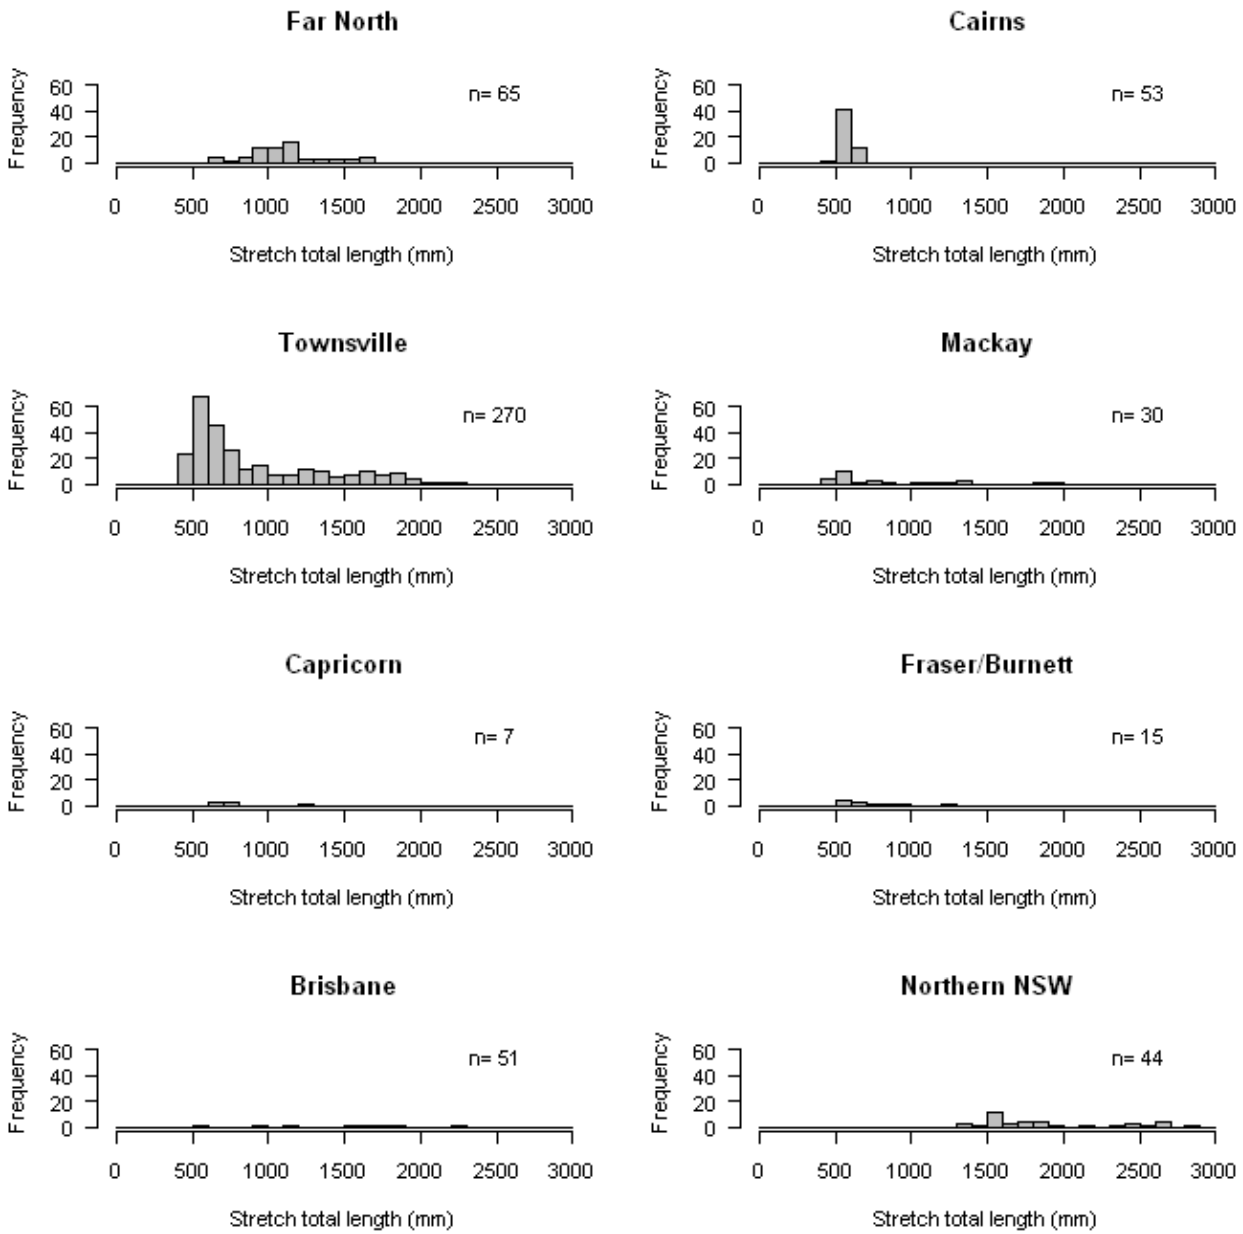 Far North
Frequency
60
40
20
0
n= 65
0 500 1000 1500 2000 2500 3000
Stretch total length (mm)
Cairns
Frequency
60
40
20
0
n= 53
0 500 1000 1500 2000 2500 3000
Stretch total length (mm)
Townsville
Frequency
60
40
20
0
n= 270
0 500 1000 1500 2000 2500 3000
Stretch total length (mm)
Mackay
Frequency
60
40
20
0
n= 30
0 500 1000 1500 2000 2500 3000
Stretch total length (mm)
Capricorn
Frequency
60
40
20
0
n= 7
0 500 1000 1500 2000 2500 3000
Stretch total length (mm)
Fraser/Burnett
Frequency
60
40
20
0
n= 15
0 500 1000 1500 2000 2500 3000
Stretch total length (mm)
Brisbane
Frequency
60
40
20
0
n= 51
0 500 1000 1500 2000 2500 3000
Stretch total length (mm)
Northern NSW
Frequency
60
40
20
0
n= 44
0 500 1000 1500 2000 2500 3000
Stretch total length (mm)